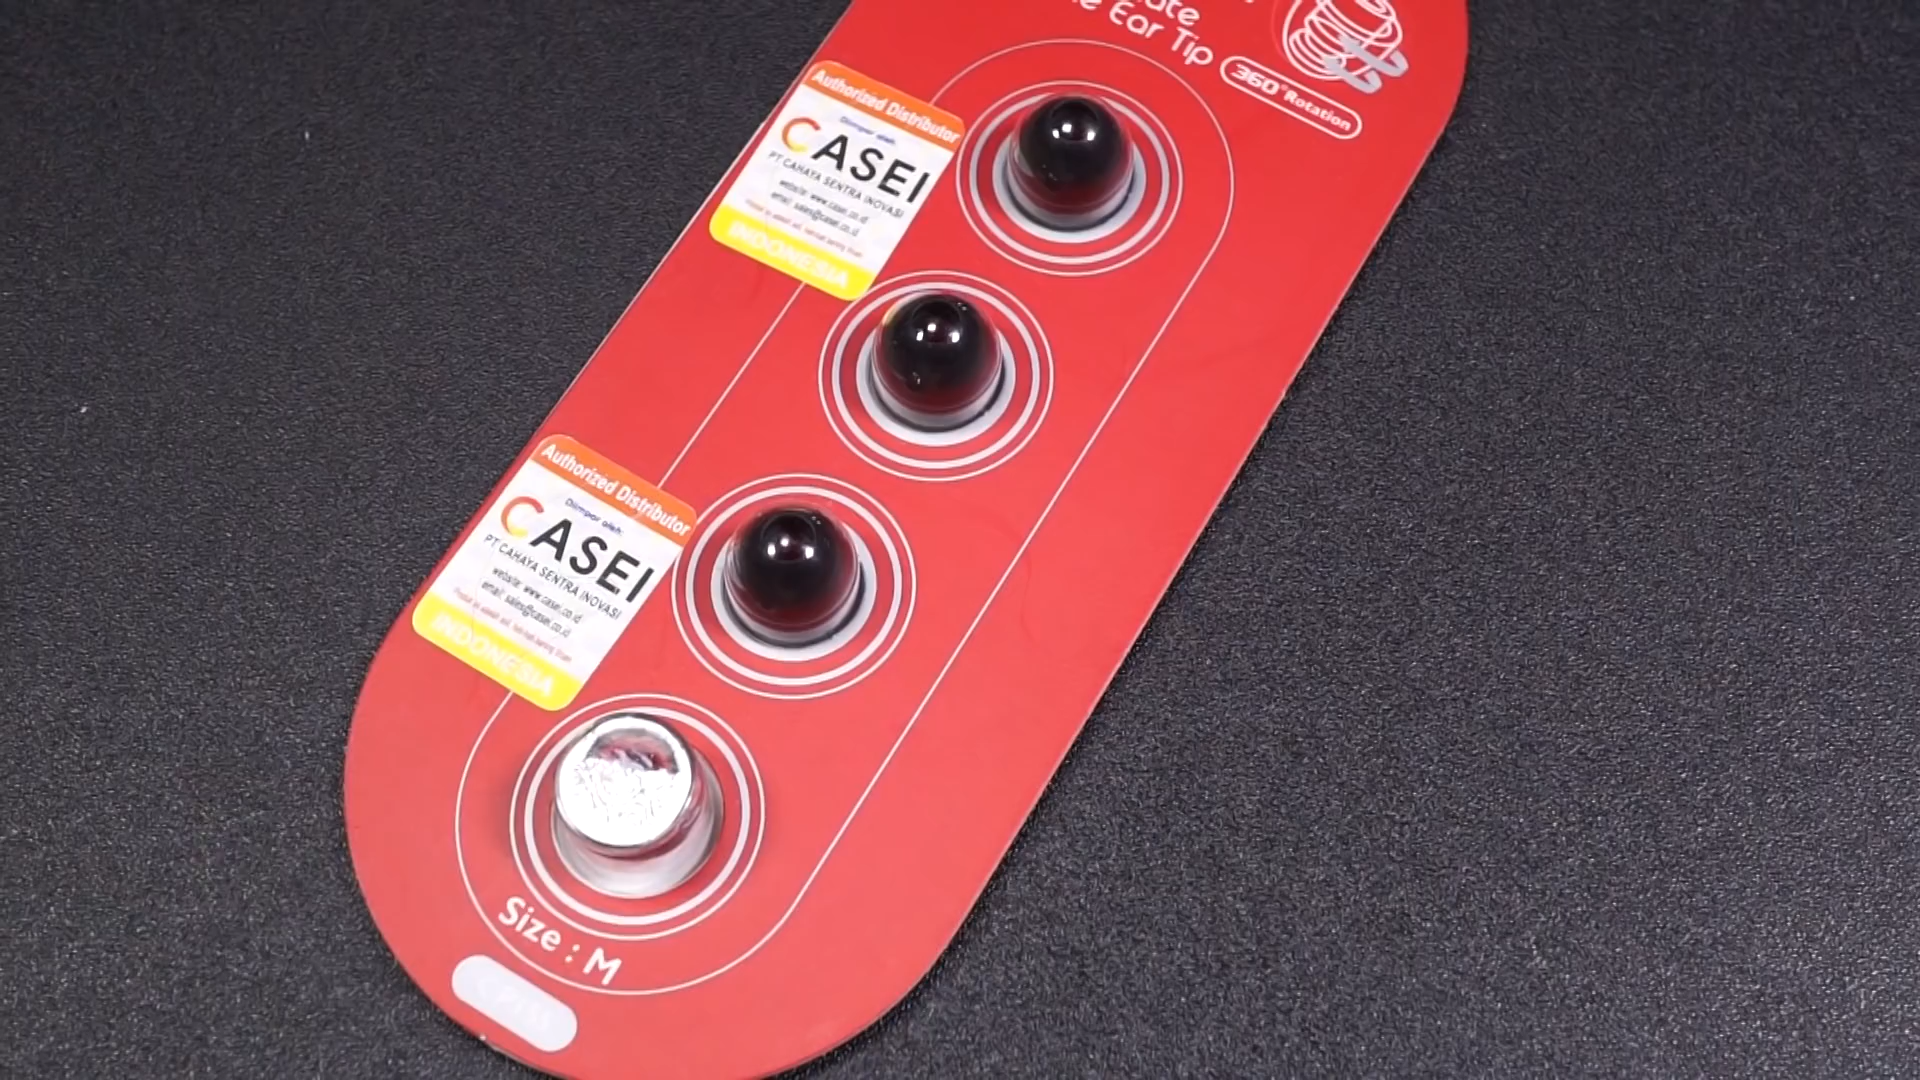 Ear Tip
360° Rotation
Authorized Distributor
Diimpor oleh:
CASEI
PT. CAHAYA SENTRA INOVASI
website: www.casei.co.id
email: sales@casei.co.id
INDONESIA
Authorized Distributor
Diimpor oleh:
CASEI
PT. CAHAYA SENTRA INOVASI
website: www.casei.co.id
email: sales@casei.co.id
INDONESIA
Size : M